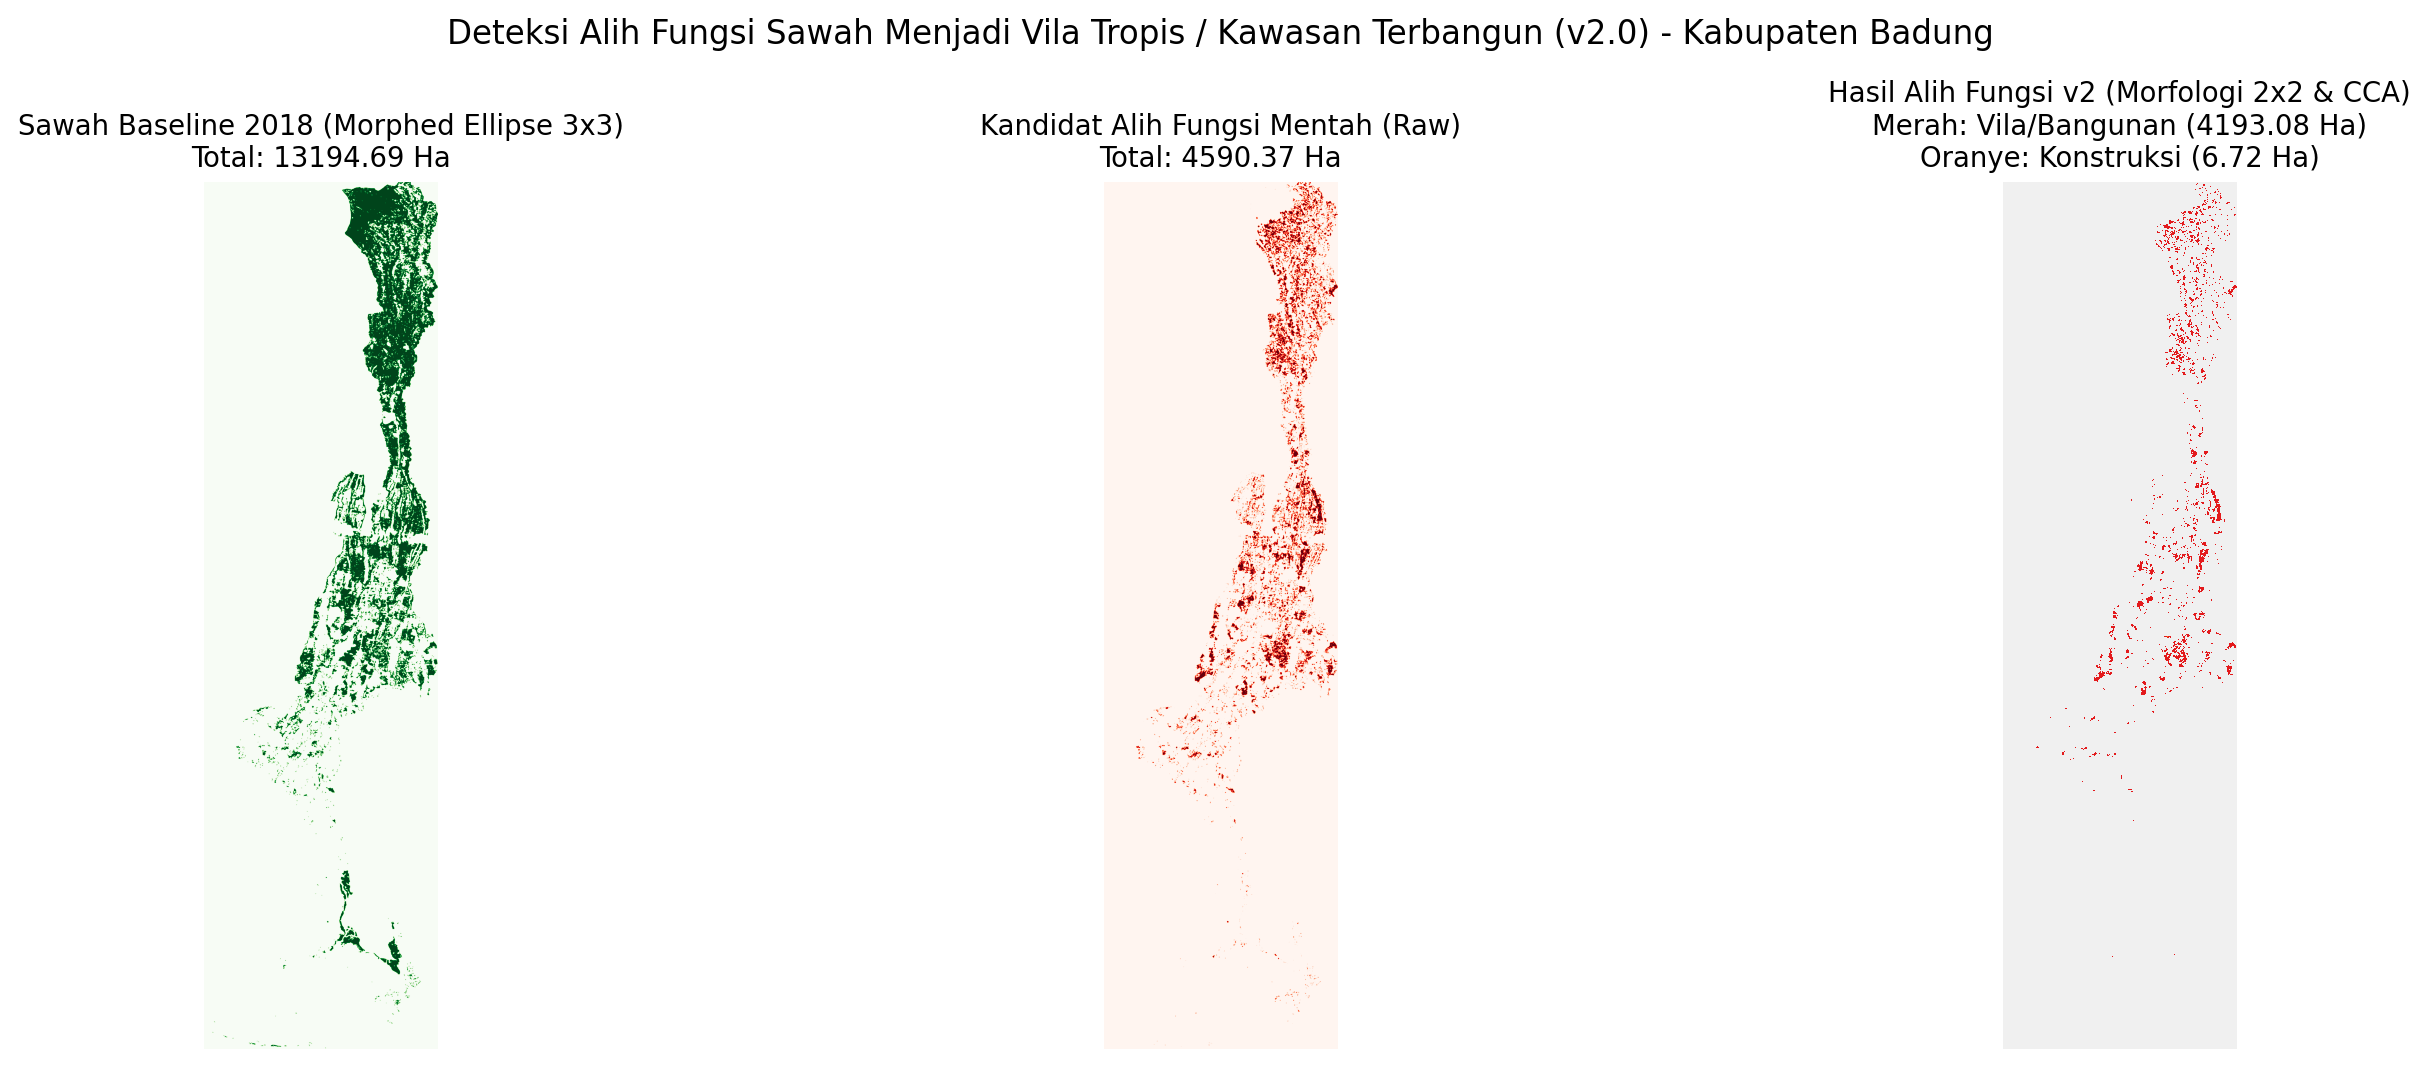 Deteksi Alih Fungsi Sawah Menjadi Vila Tropis / Kawasan Terbangun (v2.0) - Kabupaten Badung
Sawah Baseline 2018 (Morphed Ellipse 3x3)
Total: 13194.69 Ha
Kandidat Alih Fungsi Mentah (Raw)
Total: 4590.37 Ha
Hasil Alih Fungsi v2 (Morfologi 2x2 & CCA)
Merah: Vila/Bangunan (4193.08 Ha)
Oranye: Konstruksi (6.72 Ha)